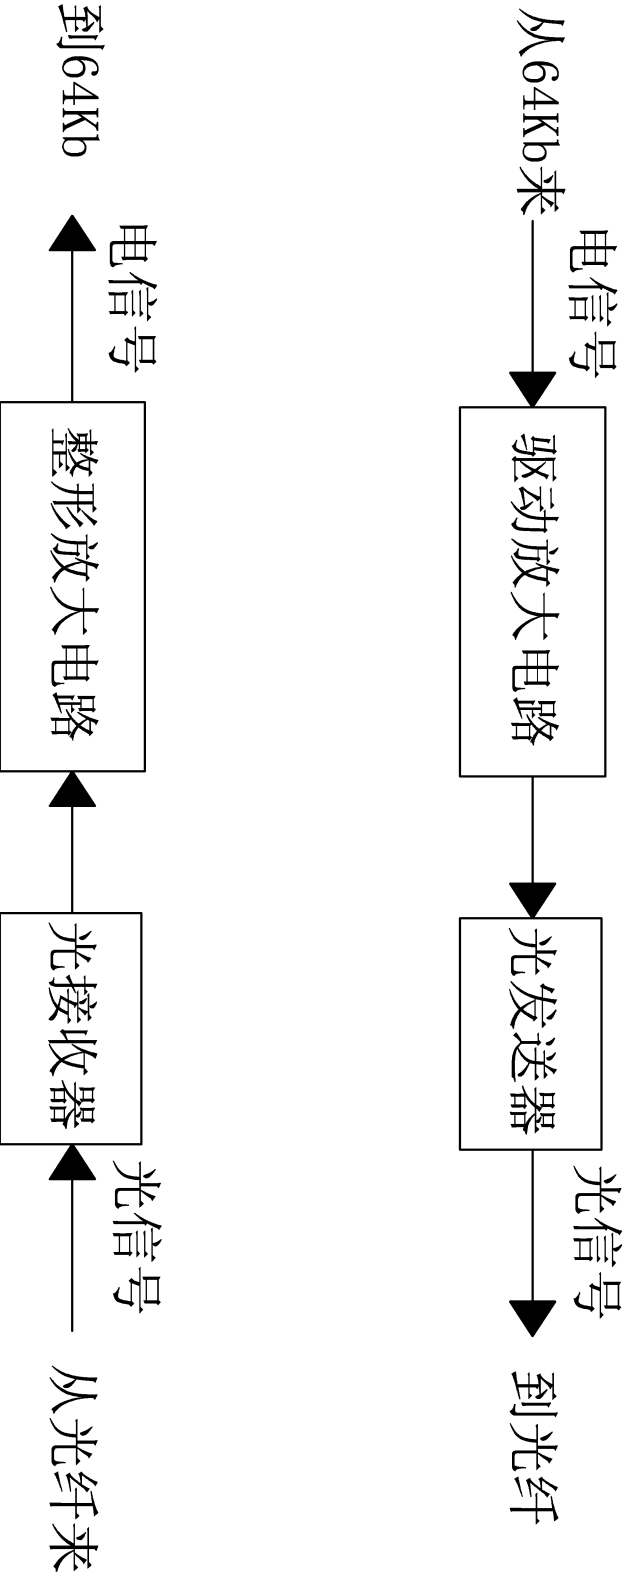 从64Kb来
电信号
驱动放大电路
光发送器
光信号
到光纤
到64Kb
电信号
整形放大电路
光接收器
光信号
从光纤来